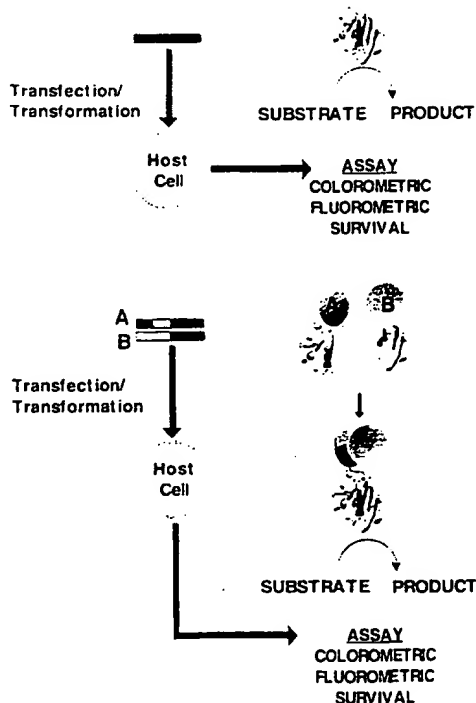 Transfection/
Transformation
SUBSTRATE PRODUCT
Host
Cell
ASSAY
COLOROMETRIC
FLUOROMETRIC
SURVIVAL
A
B
A B
Transfection/
Transformation
Host
Cell
SUBSTRATE PRODUCT
ASSAY
COLOROMETRIC
FLUOROMETRIC
SURVIVAL